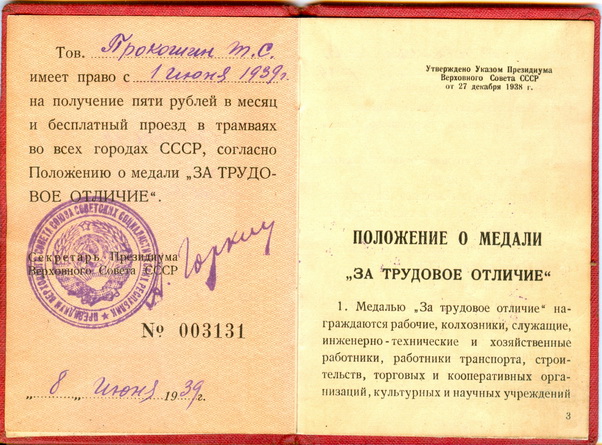 Тов. Прокошин Т. С.
имеет право с 1 июня 1939 г.
на получение пяти рублей в месяц
и бесплатный проезд в трамваях
во всех городах СССР, согласно
Положению о медали „ЗА ТРУДО-
ВОЕ ОТЛИЧИЕ“.
Секретарь Президиума
Верховного Совета СССР
А. Горкин
№ 003131
„ 8 “ июня 1939 г.
Утверждено Указом Президиума
Верховного Совета СССР
от 27 декабря 1938 г.
ПОЛОЖЕНИЕ О МЕДАЛИ
„ЗА ТРУДОВОЕ ОТЛИЧИЕ“
1. Медалью „За трудовое отличие“ на-
граждаются рабочие, колхозники, служащие,
инженерно-технические и хозяйственные
работники, работники транспорта, строи-
тельств, торговых и кооперативных орга-
низаций, культурных и научных учреждений
3